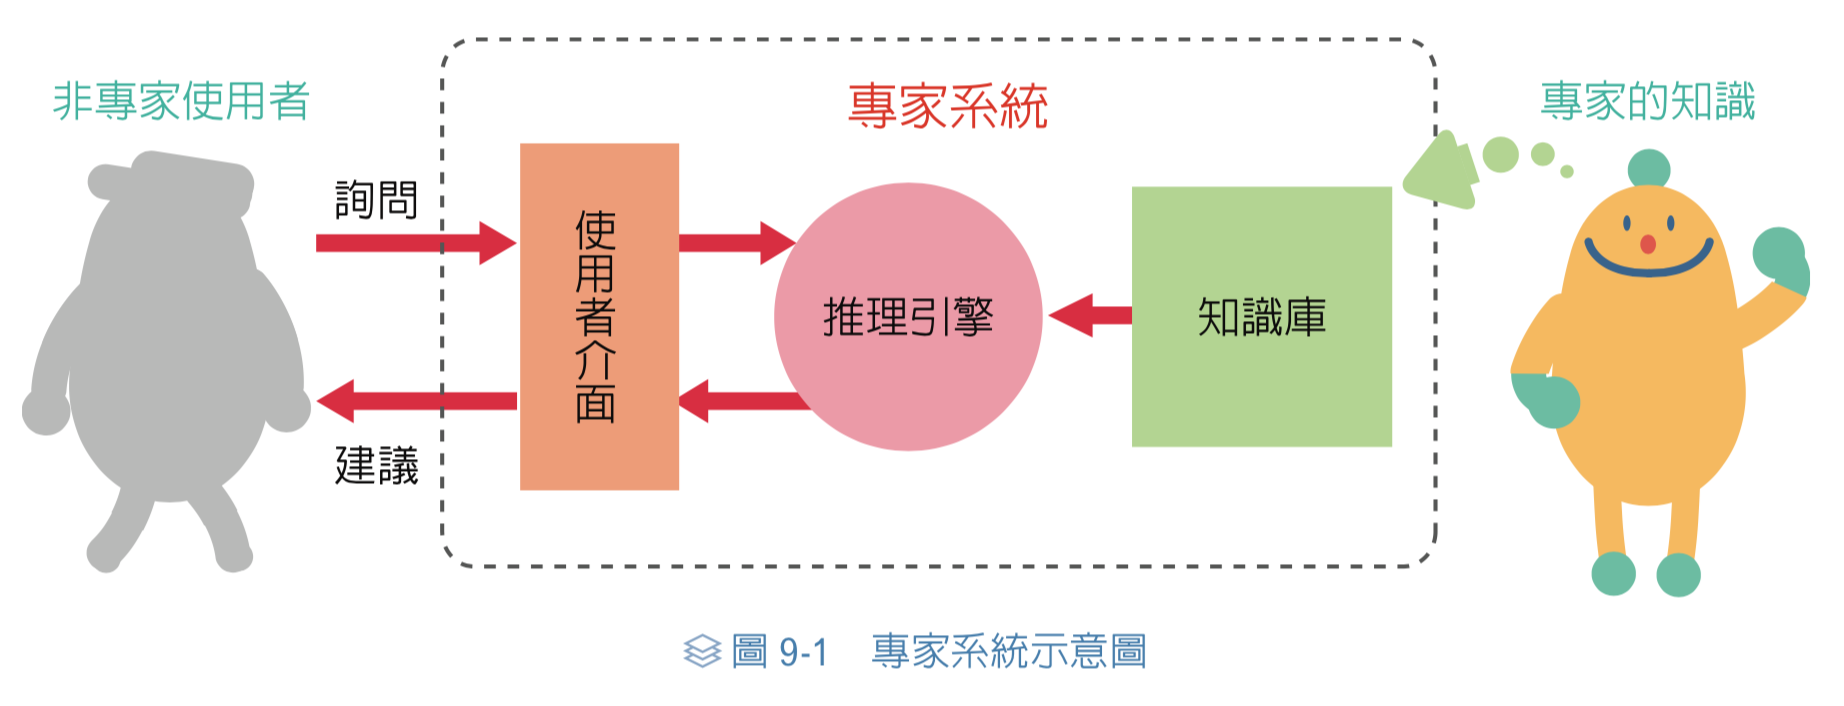 非專家使用者
專家系統
專家的知識
詢問
使用者介面
推理引擎
知識庫
建議
圖 9-1　專家系統示意圖